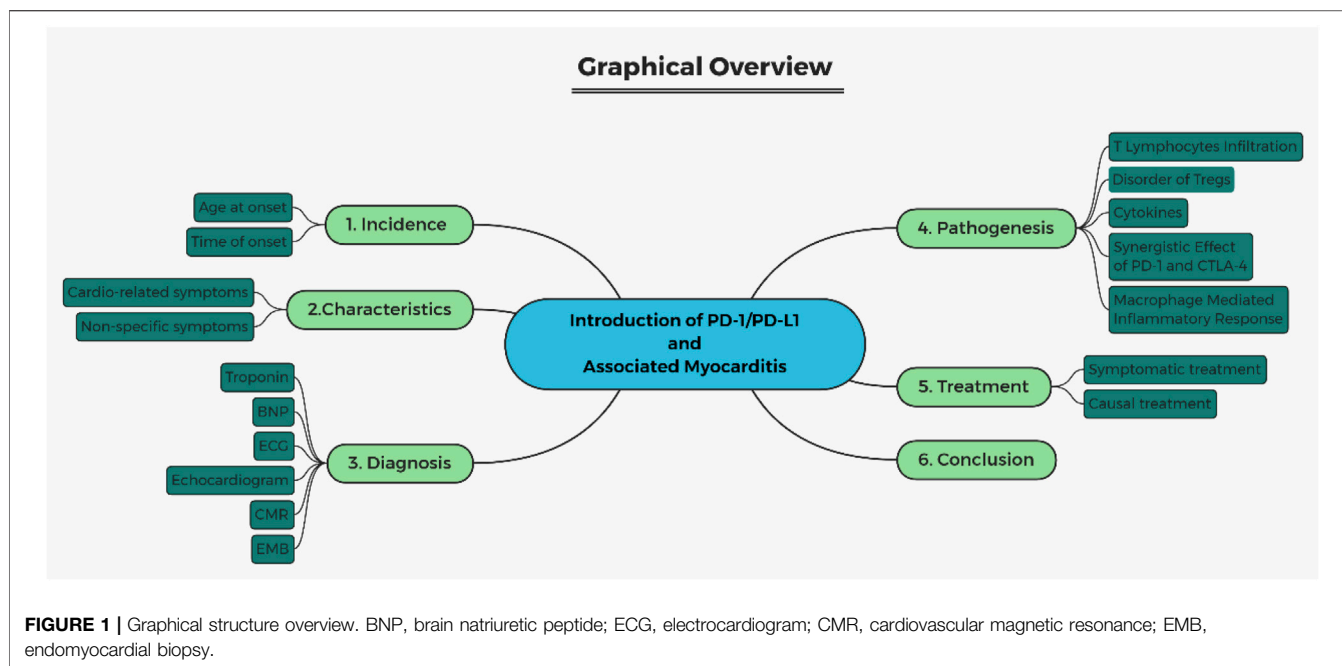 Graphical Overview
Introduction of PD-1/PD-L1
and
Associated Myocarditis
1. Incidence
Age at onset
Time of onset
2.Characteristics
Cardio-related symptoms
Non-specific symptoms
3. Diagnosis
Troponin
BNP
ECG
Echocardiogram
CMR
EMB
4. Pathogenesis
T Lymphocytes Infiltration
Disorder of Tregs
Cytokines
Synergistic Effect
of PD-1 and CTLA-4
Macrophage Mediated
Inflammatory Response
5. Treatment
Symptomatic treatment
Causal treatment
6. Conclusion
FIGURE 1 | Graphical structure overview. BNP, brain natriuretic peptide; ECG, electrocardiogram; CMR, cardiovascular magnetic resonance; EMB,
endomyocardial biopsy.